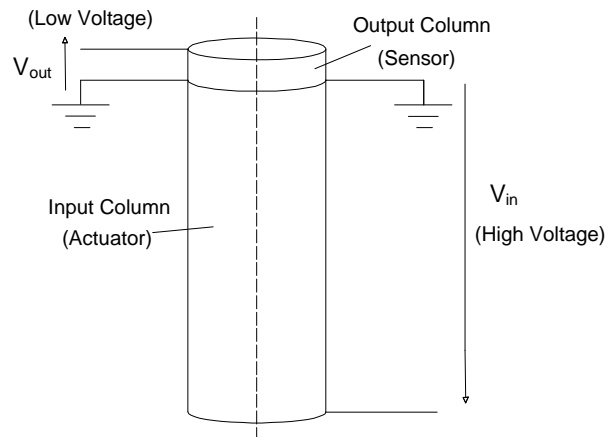 (Low Voltage)
V_out
Output Column
(Sensor)
Input Column
(Actuator)
V_in
(High Voltage)